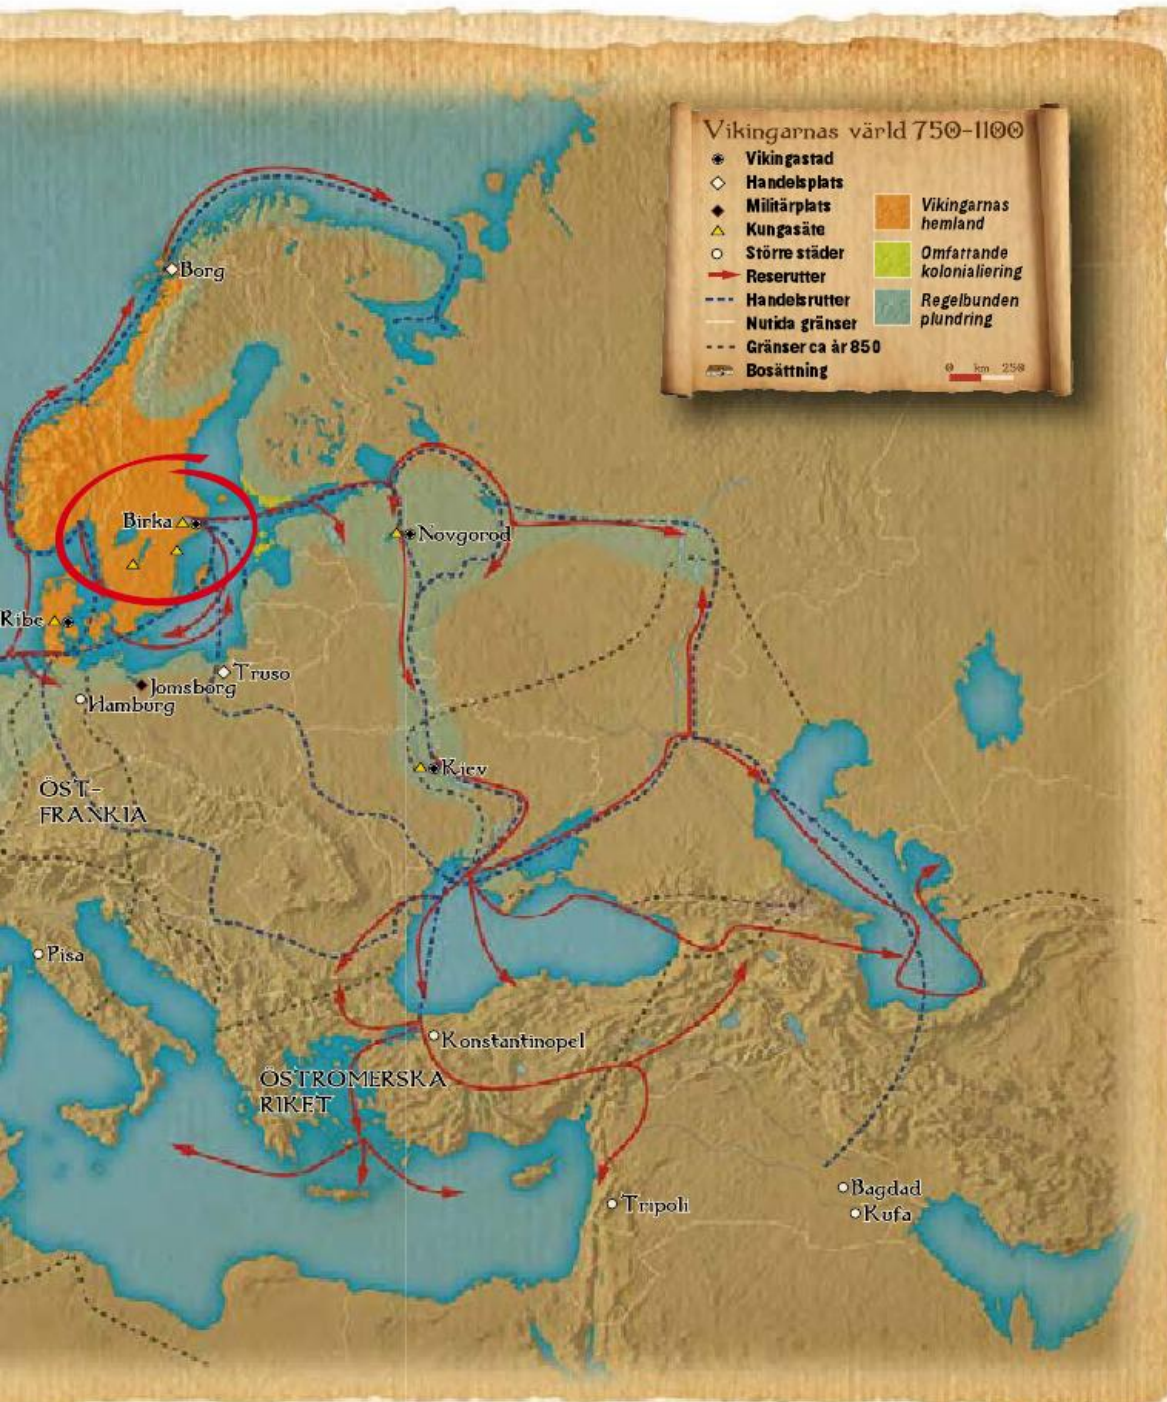 Vikingarnas värld 750-1100
Vikingastad
Handelsplats
Militärplats
Kungasäte
Större städer
Reserutter
Handelsrutter
Nutida gränser
Gränser ca år 850
Bosättning
Vikingarnas
hemland
Omfattande
kolonialiering
Regelbunden
plundring
0 km 250
Borg
Birka
Novgorod
Ribe
Truso
Jomsborg
Hamburg
Kiev
ÖST-
FRANKIA
Pisa
Konstantinopel
ÖSTROMERSKA
RIKET
Tripoli
Bagdad
Kufa